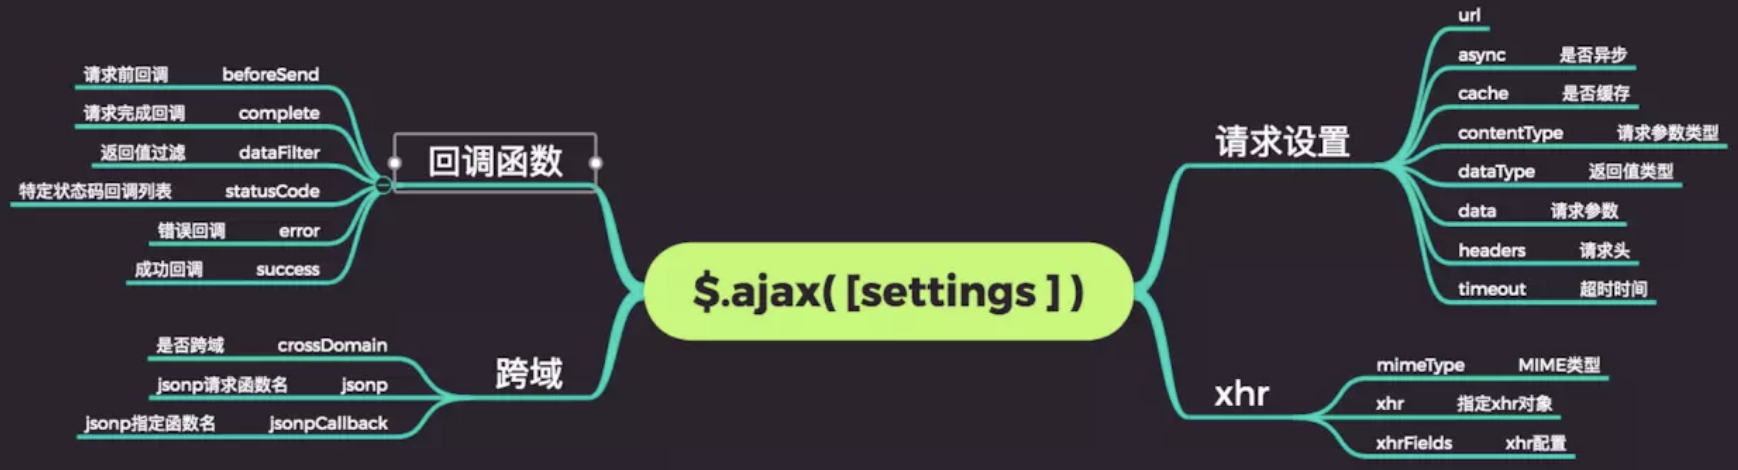 $.ajax( [settings ] )
回调函数
请求前回调 beforeSend
请求完成回调 complete
返回值过滤 dataFilter
特定状态码回调列表 statusCode
错误回调 error
成功回调 success
跨域
是否跨域 crossDomain
jsonp请求函数名 jsonp
jsonp指定函数名 jsonpCallback
请求设置
url
async 是否异步
cache 是否缓存
contentType 请求参数类型
dataType 返回值类型
data 请求参数
headers 请求头
timeout 超时时间
xhr
mimeType MIME类型
xhr 指定xhr对象
xhrFields xhr配置